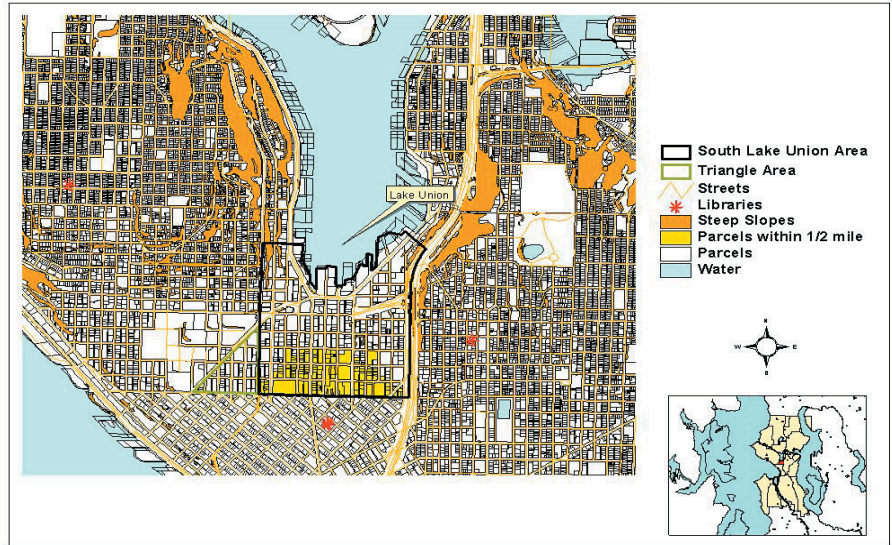 Lake Union
South Lake Union Area
Triangle Area
Streets
Libraries
Steep Slopes
Parcels within 1/2 mile
Parcels
Water
N
W E
S